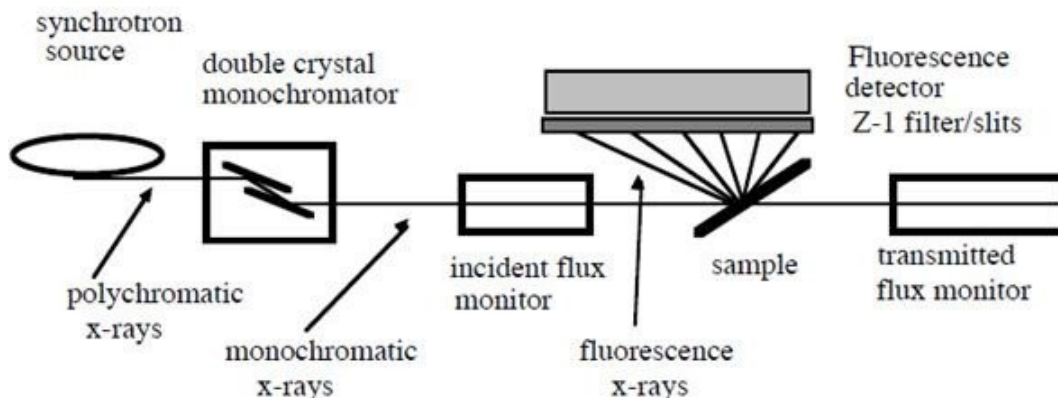 synchrotron
source
double crystal
monochromator
Fluorescence
detector
Z-1 filter/slits
polychromatic
x-rays
monochromatic
x-rays
incident flux
monitor
fluorescence
x-rays
sample
transmitted
flux monitor